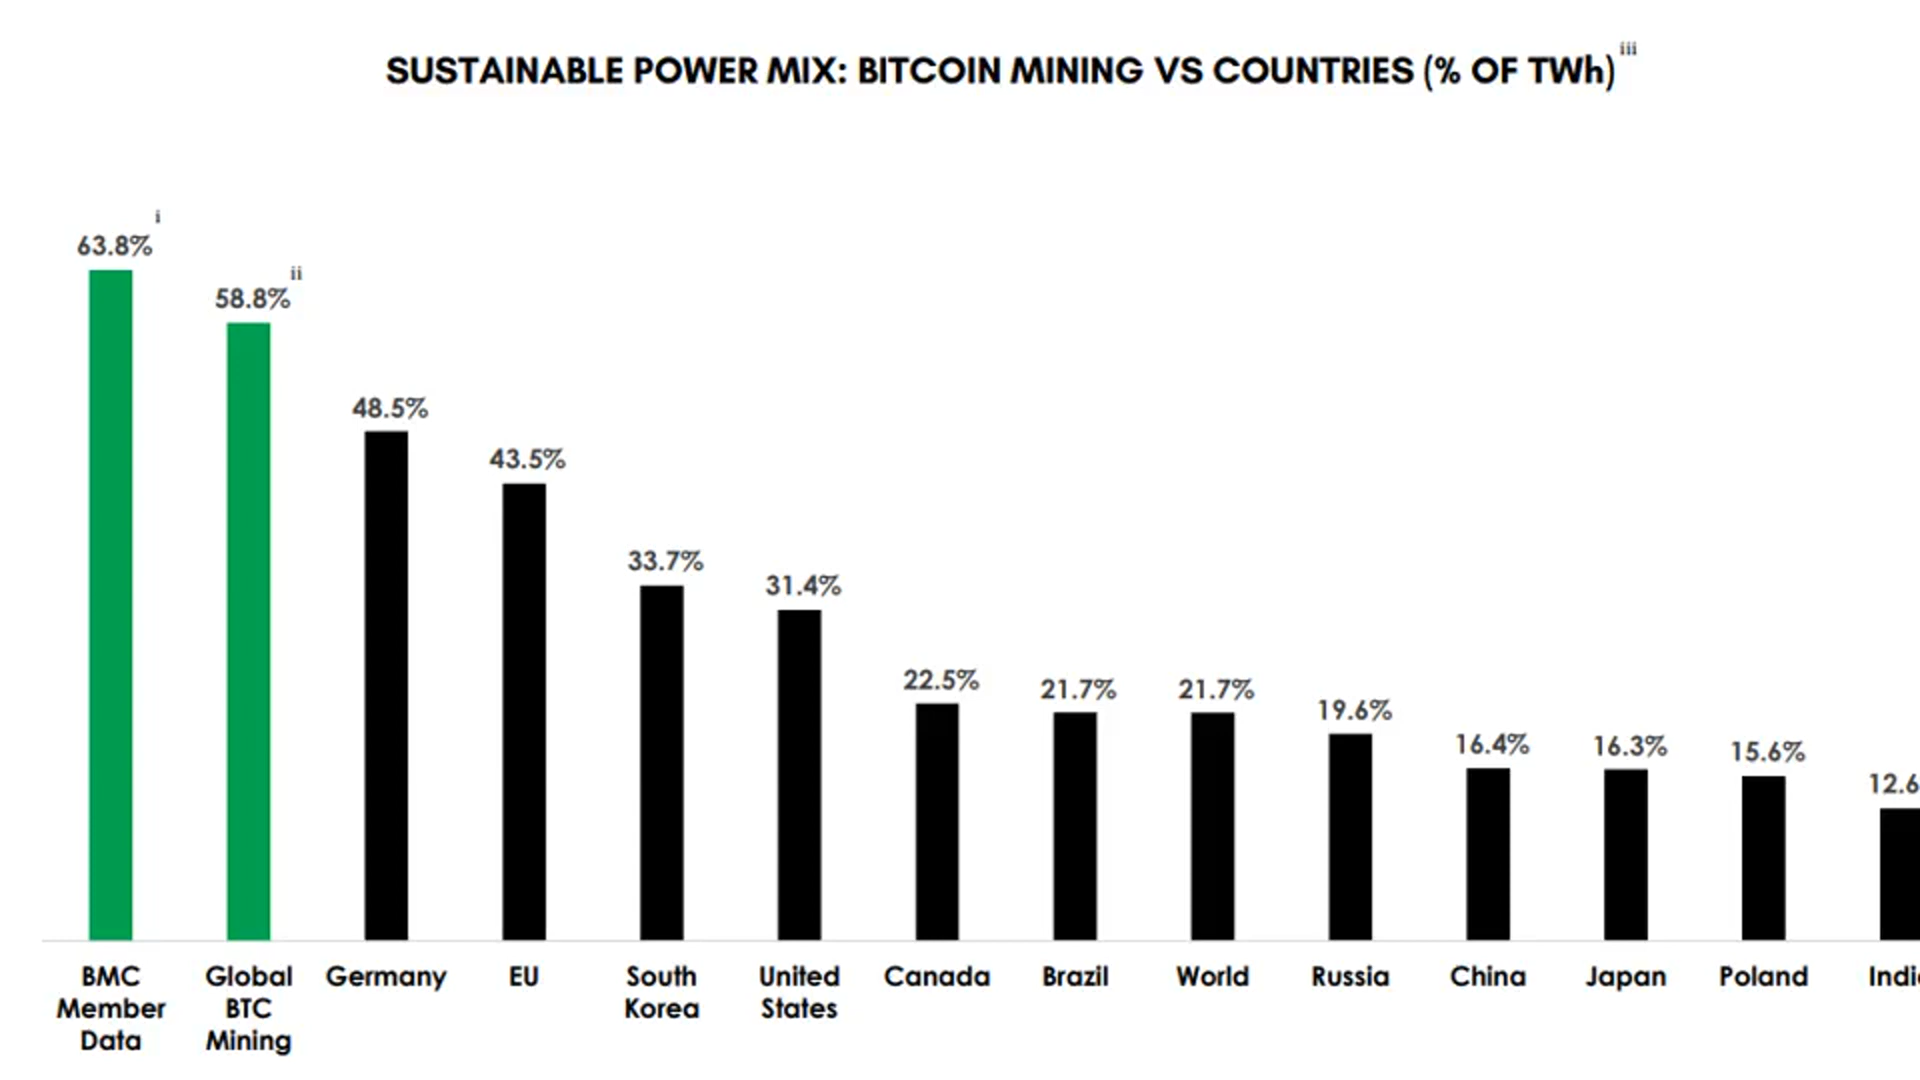 SUSTAINABLE POWER MIX: BITCOIN MINING VS COUNTRIES (% OF TWh) iii
63.8% i
58.8% ii
48.5%
43.5%
33.7%
31.4%
22.5%
21.7%
21.7%
19.6%
16.4%
16.3%
15.6%
12.6
BMC
Member
Data
Global
BTC
Mining
Germany
EU
South
Korea
United
States
Canada
Brazil
World
Russia
China
Japan
Poland